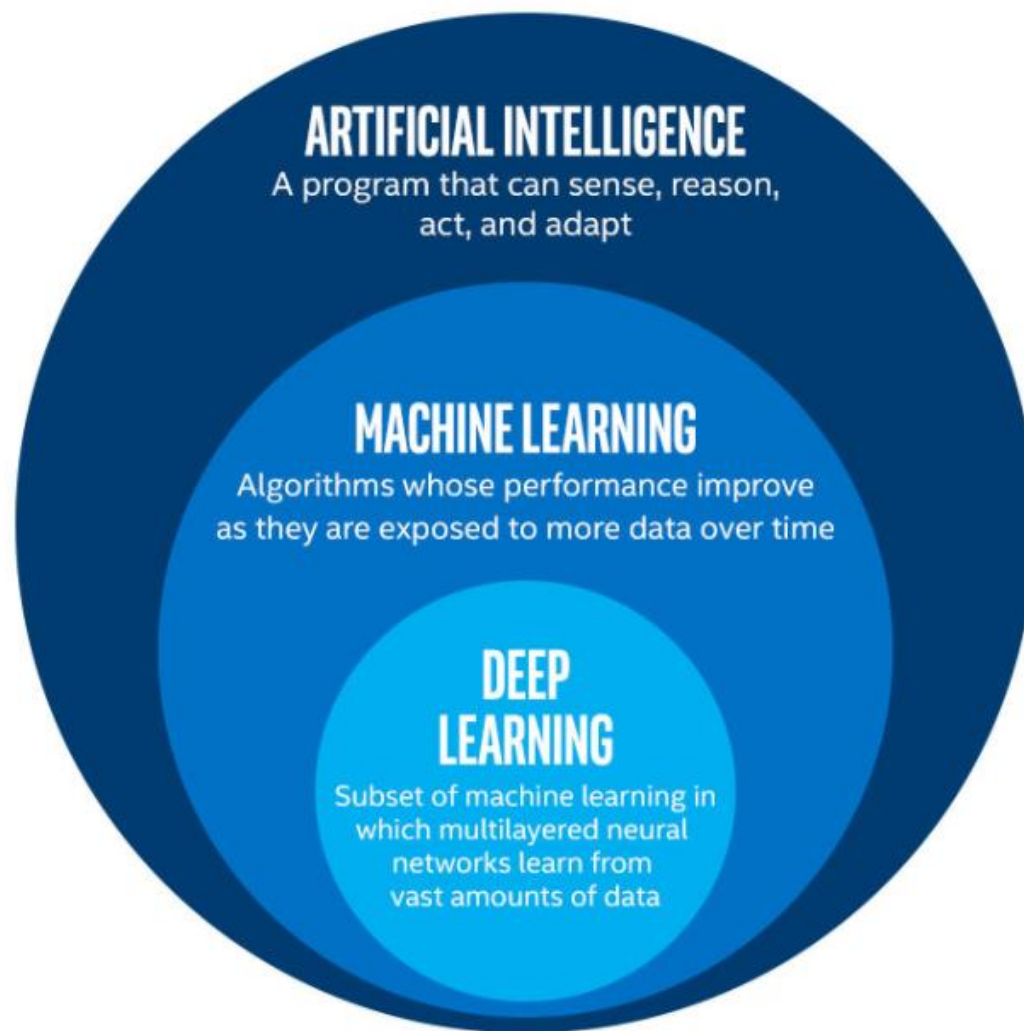 ARTIFICIAL INTELLIGENCE
A program that can sense, reason,
act, and adapt
MACHINE LEARNING
Algorithms whose performance improve
as they are exposed to more data over time
DEEP
LEARNING
Subset of machine learning in
which multilayered neural
networks learn from
vast amounts of data